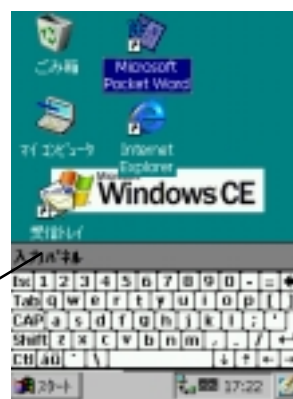 ごみ箱
Microsoft
Pocket Word
マイ コンピュータ
Internet
Explorer
Microsoft
Windows CE
受信トレイ
入力パネル
Esc 1 2 3 4 5 6 7 8 9 0 - =
Tab q w e r t y u i o p [ ]
CAP a s d f g h j k l ; '
Shift z x c v b n m , . /
Ctl áü ` \
スタート
17:22